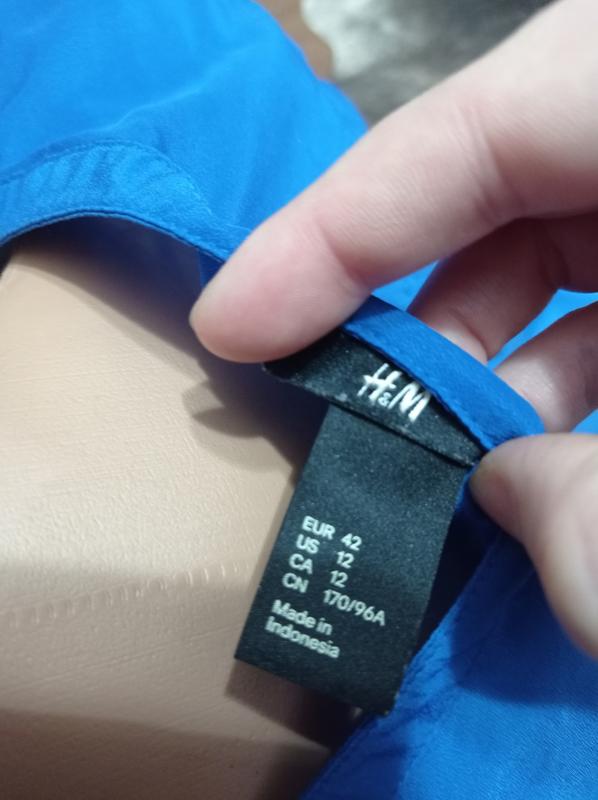 H&M
EUR 42
US 12
CA 12
CN 170/96A
Made in
Indonesia